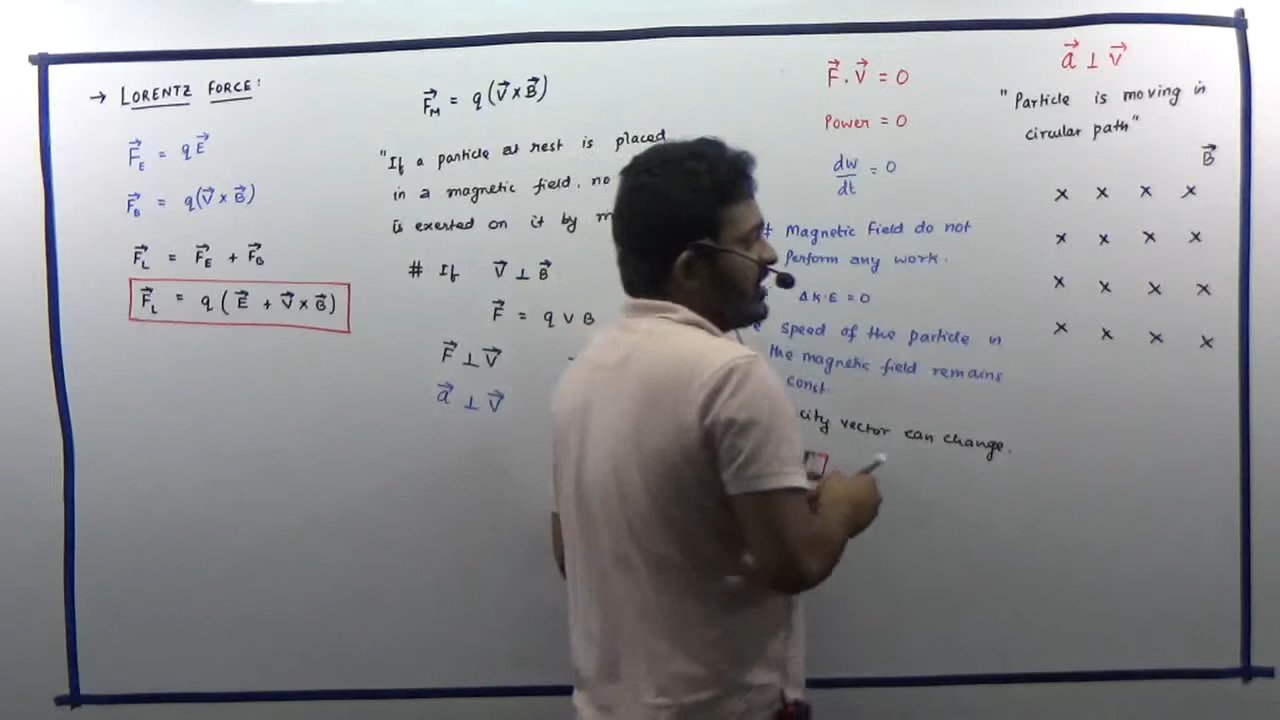 → LORENTZ FORCE:
F⃗_E = qE⃗
F⃗_B = q(V⃗ × B⃗)
F⃗_L = F⃗_E + F⃗_B
F⃗_L = q ( E⃗ + V⃗ × B⃗ )
F⃗_M = q (V⃗ × B⃗)
"If a particle at rest is placed
in a magnetic field, no
is exerted on it by
# If V⃗ ⊥ B⃗
F⃗ = q v B
F⃗ ⊥ V⃗
a⃗ ⊥ V⃗
F⃗ . V⃗ = 0
Power = 0
dw/dt = 0
# Magnetic Field do not
perform any work.
ΔK.E = 0
speed of the particle in
the magnetic field remains
const.
vector can change.
a⃗ ⊥ V⃗
"Particle is moving in
circular path"
B⃗
× × × ×
× × × ×
× × × ×
× × × ×